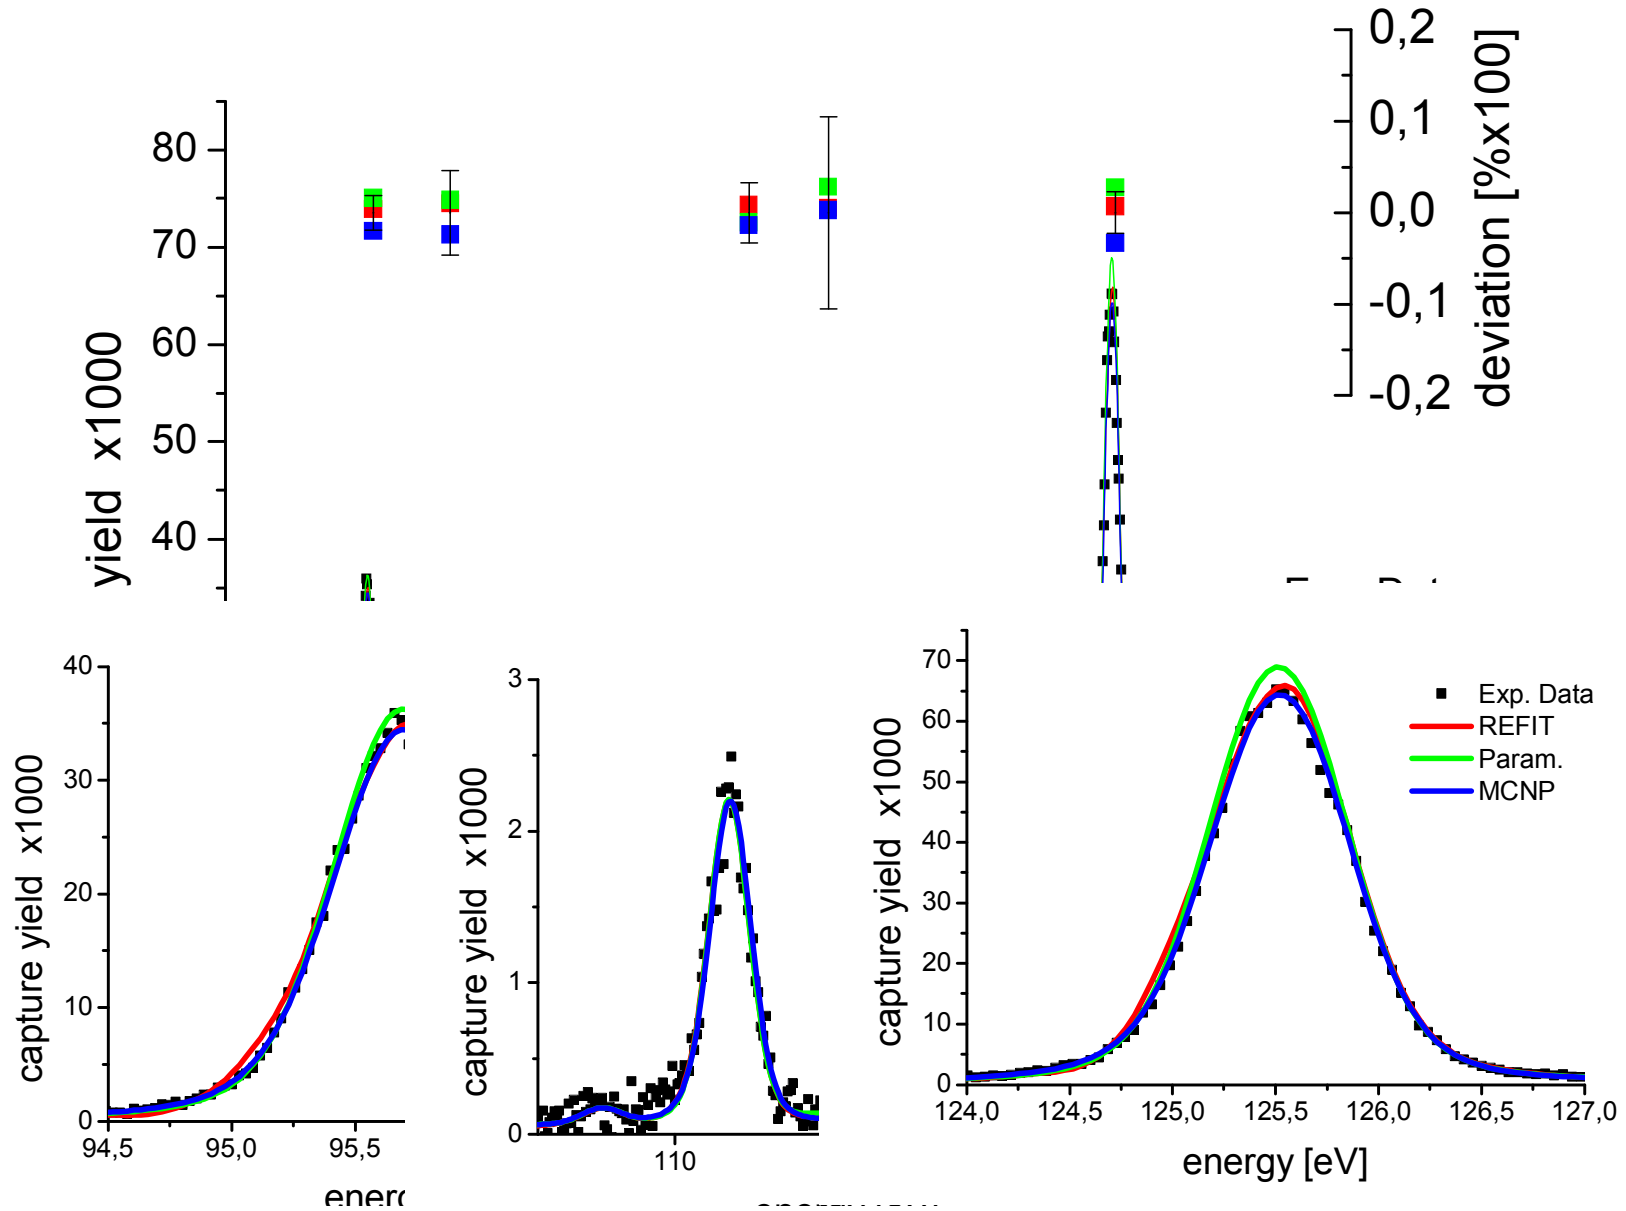 0,2
0,1
0,0
-0,1
-0,2
deviation [%x100]
80
70
60
50
40
yield x1000
40
30
20
10
0
capture yield x1000
94,5 95,0 95,5
3
2
1
0
capture yield x1000
110
70
60
50
40
30
20
10
0
capture yield x1000
Exp. Data
REFIT
Param.
MCNP
124,0 124,5 125,0 125,5 126,0 126,5 127,0
energy [eV]